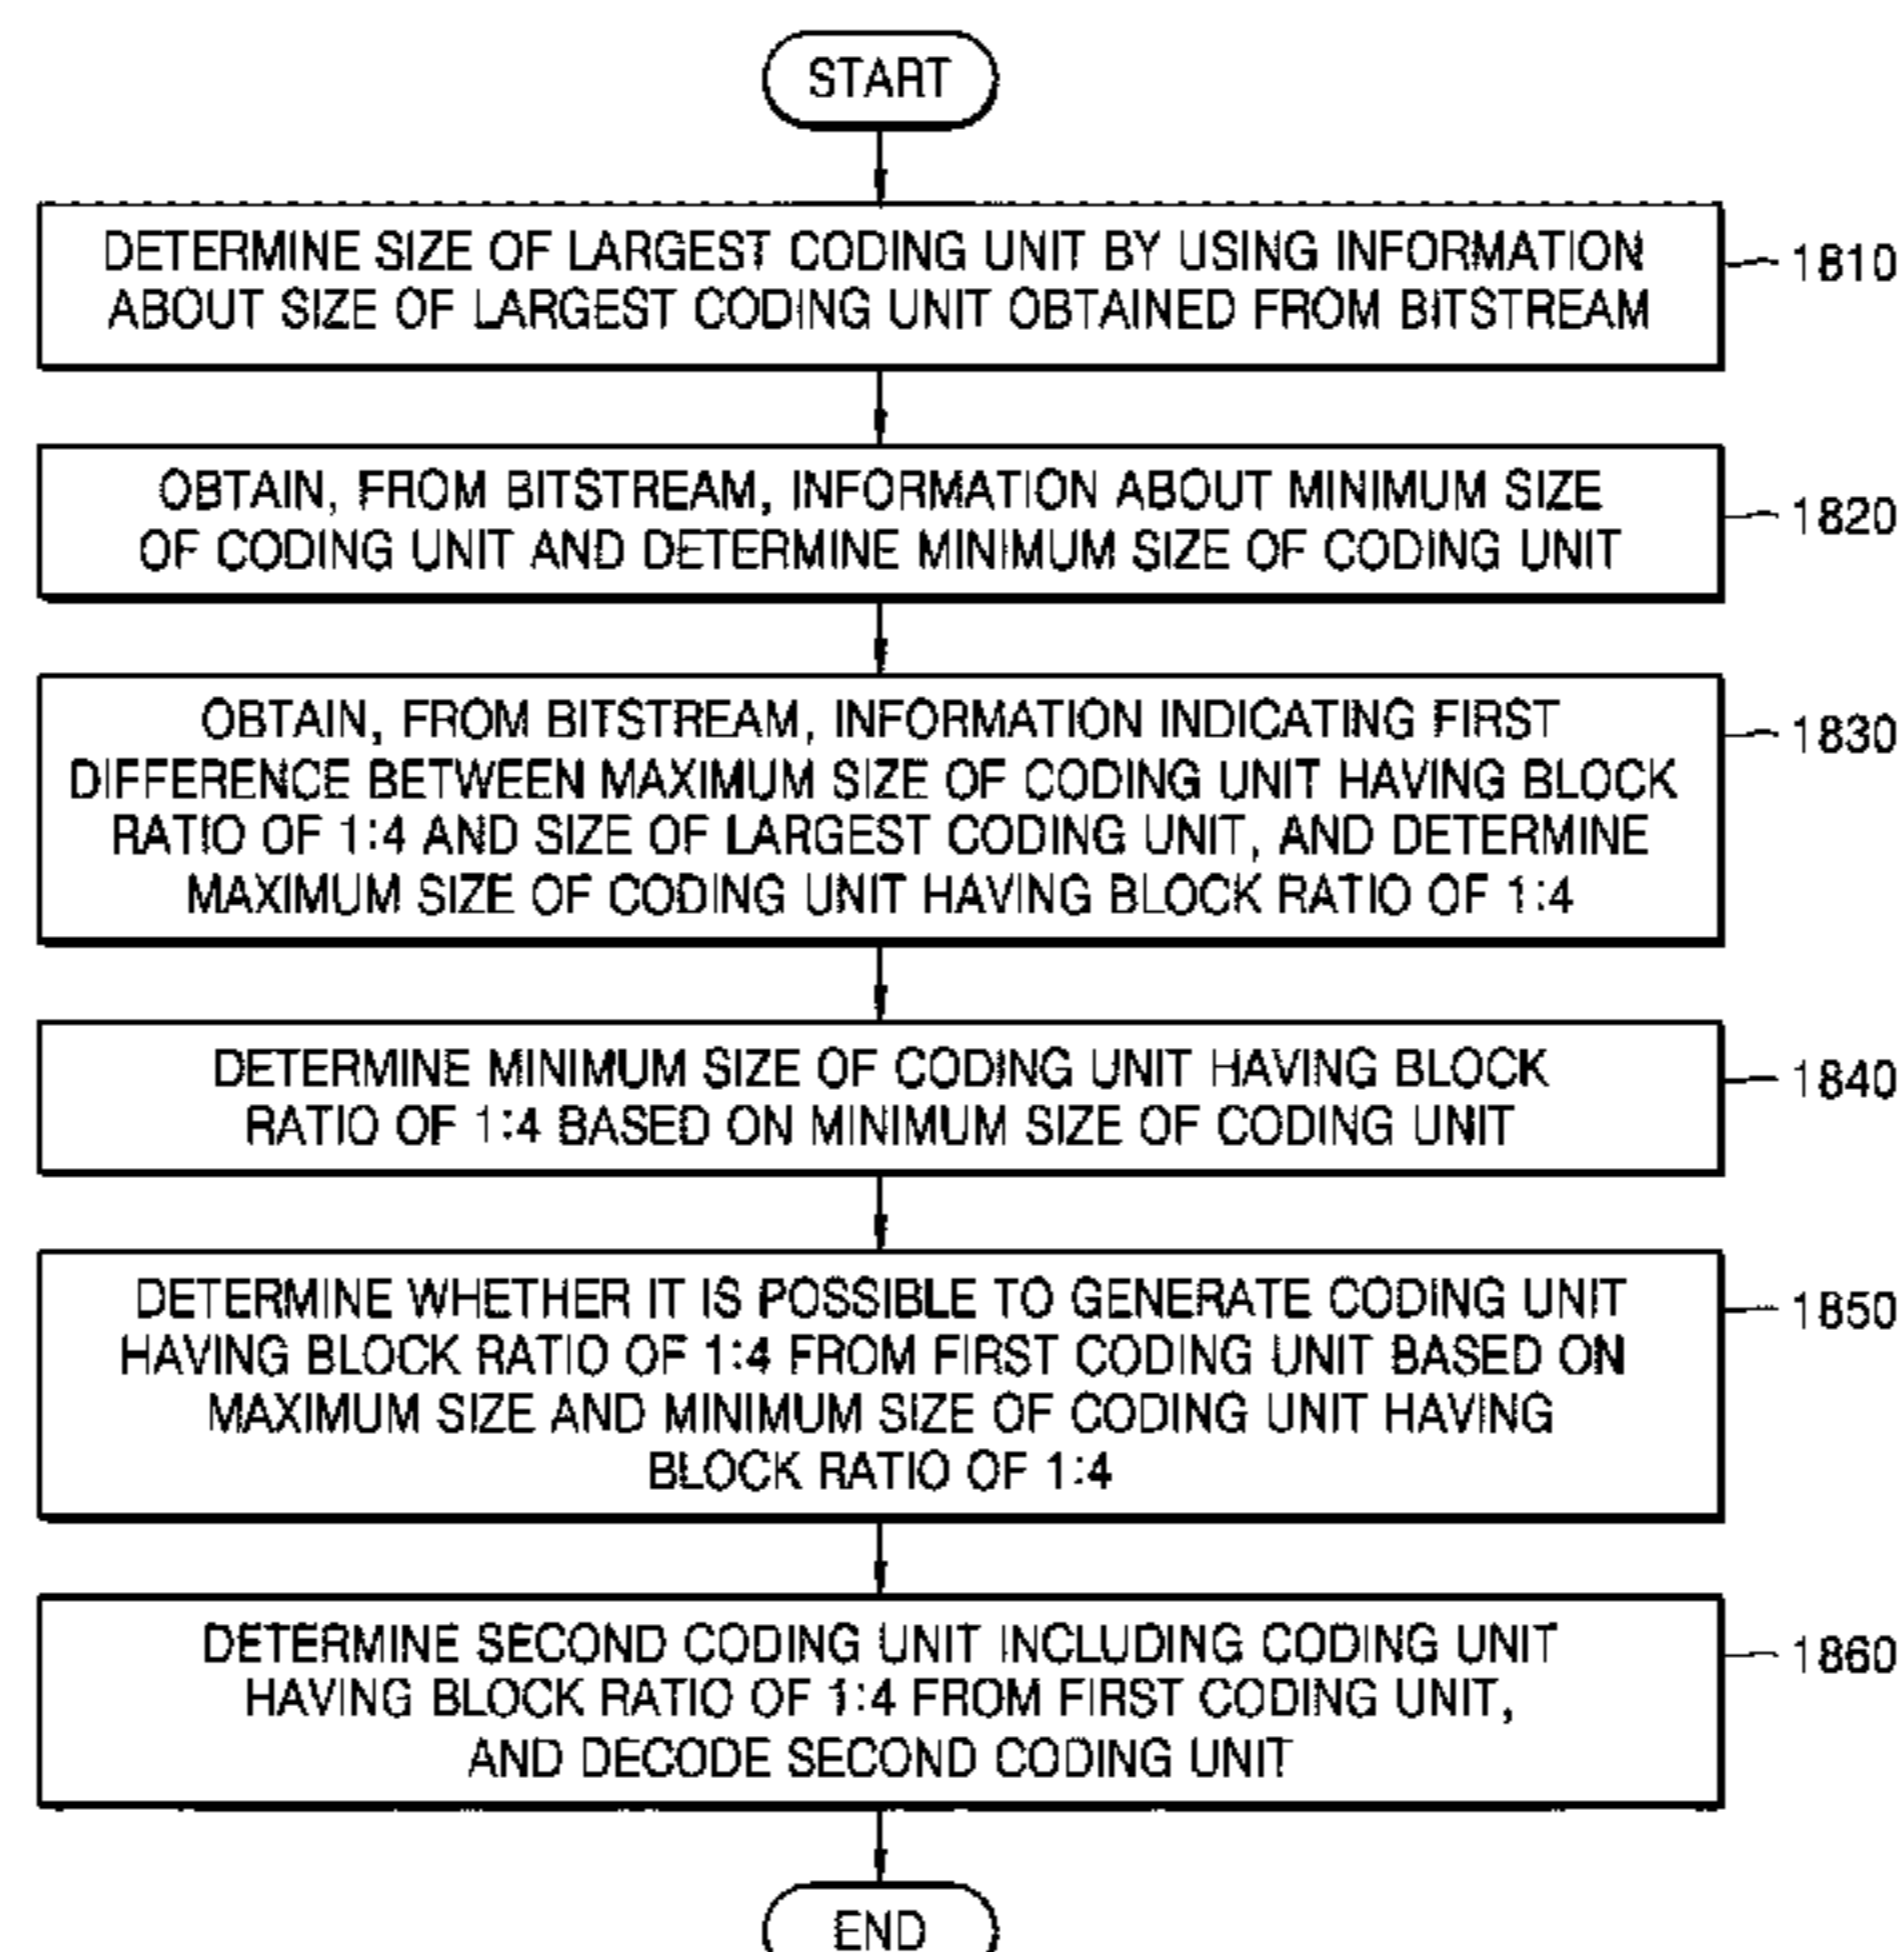 START
DETERMINE SIZE OF LARGEST CODING UNIT BY USING INFORMATION
ABOUT SIZE OF LARGEST CODING UNIT OBTAINED FROM BITSTREAM
1810
OBTAIN, FROM BITSTREAM, INFORMATION ABOUT MINIMUM SIZE
OF CODING UNIT AND DETERMINE MINIMUM SIZE OF CODING UNIT
1820
OBTAIN, FROM BITSTREAM, INFORMATION INDICATING FIRST
DIFFERENCE BETWEEN MAXIMUM SIZE OF CODING UNIT HAVING BLOCK
RATIO OF 1:4 AND SIZE OF LARGEST CODING UNIT, AND DETERMINE
MAXIMUM SIZE OF CODING UNIT HAVING BLOCK RATIO OF 1:4
1830
DETERMINE MINIMUM SIZE OF CODING UNIT HAVING BLOCK
RATIO OF 1:4 BASED ON MINIMUM SIZE OF CODING UNIT
1840
DETERMINE WHETHER IT IS POSSIBLE TO GENERATE CODING UNIT
HAVING BLOCK RATIO OF 1:4 FROM FIRST CODING UNIT BASED ON
MAXIMUM SIZE AND MINIMUM SIZE OF CODING UNIT HAVING
BLOCK RATIO OF 1:4
1850
DETERMINE SECOND CODING UNIT INCLUDING CODING UNIT
HAVING BLOCK RATIO OF 1:4 FROM FIRST CODING UNIT,
AND DECODE SECOND CODING UNIT
1860
END